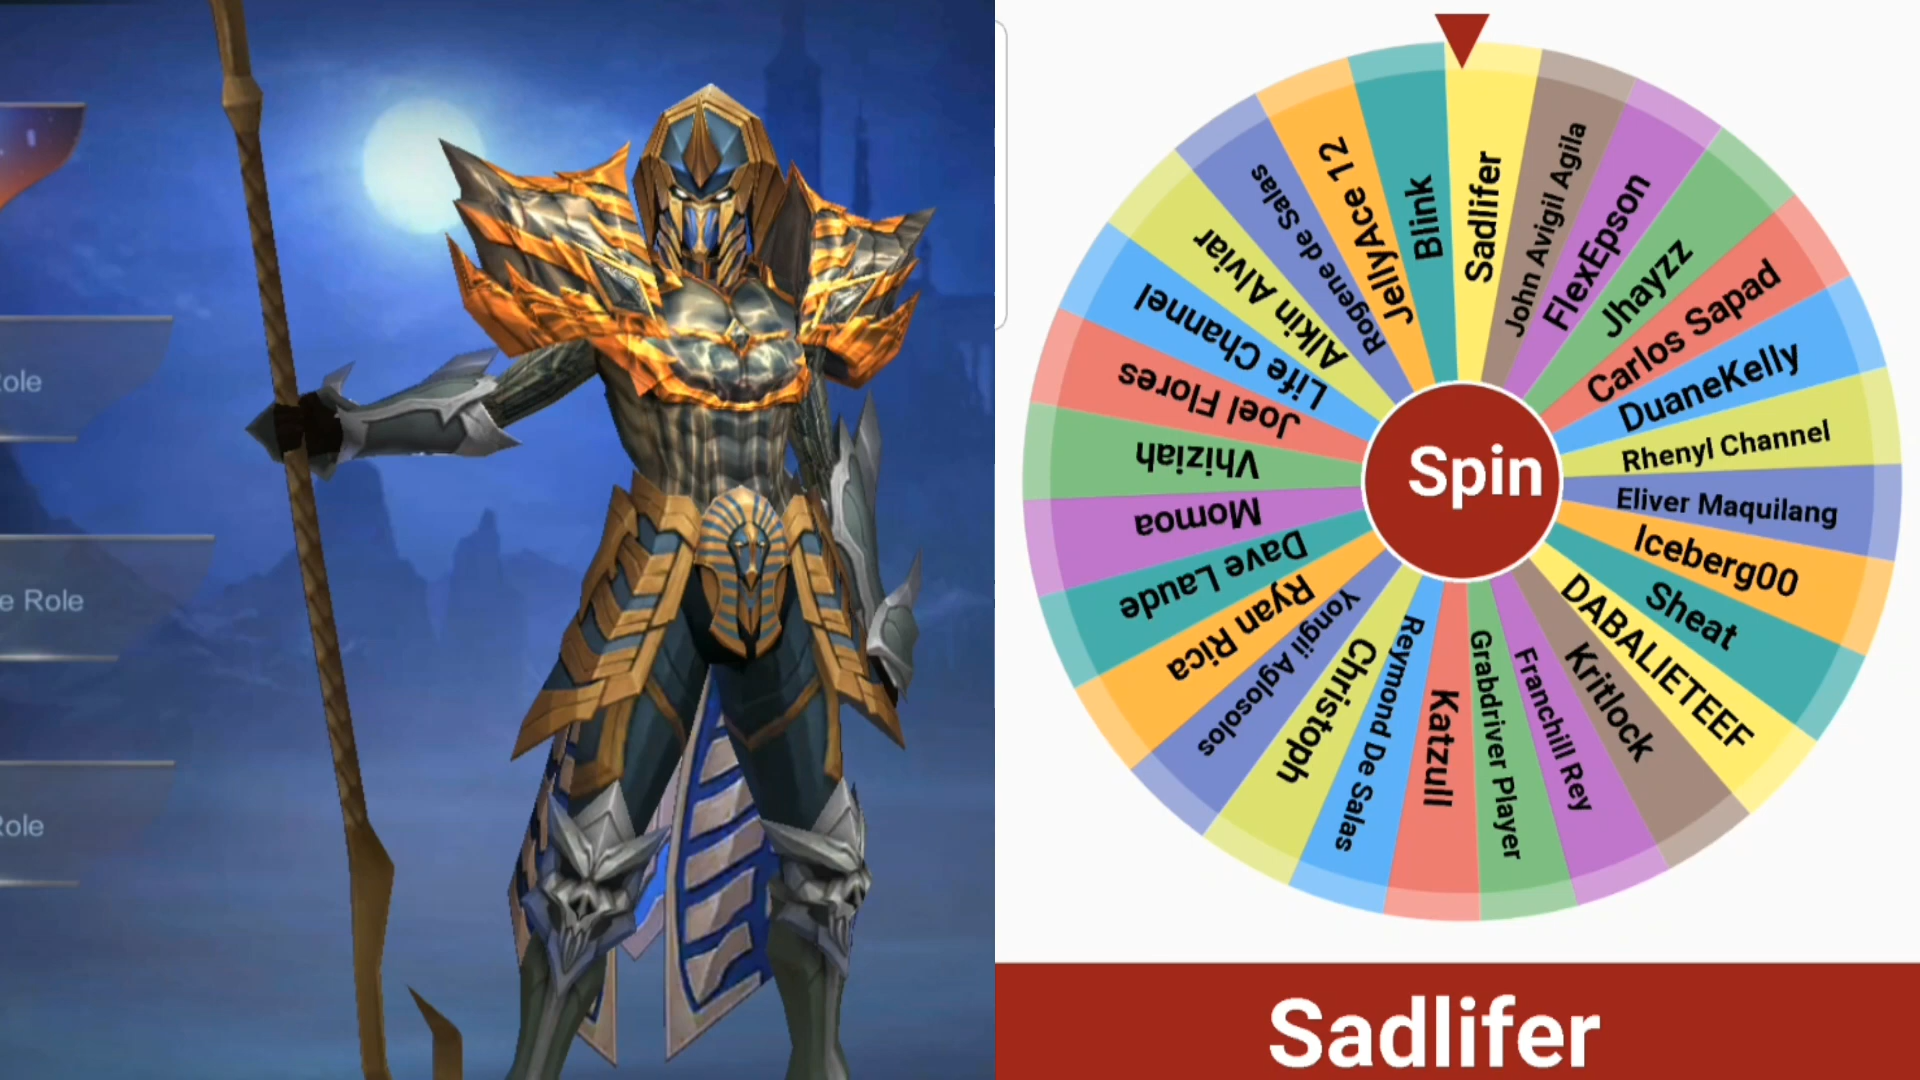 ole
e Role
Role
Sadlifer
John Avigil Agila
FlexEpson
Jhayzz
Carlos Sapad
DuaneKelly
Rhenyl Channel
Eliver Maquilang
Iceberg00
Sheat
DABALIETEEF
Kritlock
Franchill Rey
Grabdriver Player
Katzull
Reymond De Salas
Christoph
Yongii Aglosolos
Ryan Rica
Dave Laude
Momoa
Vhiziah
Joel Flores
Life Channel
Alkin Alviar
Rogene de Salas
JellyAce 12
Blink
Spin
Sadlifer